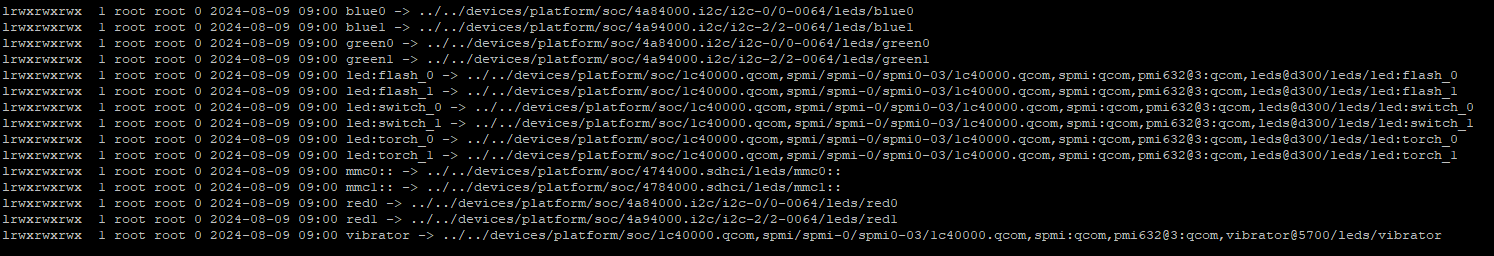 lrwxrwxrwx  1 root root 0 2024-08-09 09:00 blue0 -> ../../devices/platform/soc/4a84000.i2c/i2c-0/0-0064/leds/blue0
lrwxrwxrwx  1 root root 0 2024-08-09 09:00 blue1 -> ../../devices/platform/soc/4a94000.i2c/i2c-2/2-0064/leds/blue1
lrwxrwxrwx  1 root root 0 2024-08-09 09:00 green0 -> ../../devices/platform/soc/4a84000.i2c/i2c-0/0-0064/leds/green0
lrwxrwxrwx  1 root root 0 2024-08-09 09:00 green1 -> ../../devices/platform/soc/4a94000.i2c/i2c-2/2-0064/leds/green1
lrwxrwxrwx  1 root root 0 2024-08-09 09:00 led:flash_0 -> ../../devices/platform/soc/1c40000.qcom,spmi/spmi-0/spmi0-03/1c40000.qcom,spmi:qcom,pmi632@3:qcom,leds@d300/leds/led:flash_0
lrwxrwxrwx  1 root root 0 2024-08-09 09:00 led:flash_1 -> ../../devices/platform/soc/1c40000.qcom,spmi/spmi-0/spmi0-03/1c40000.qcom,spmi:qcom,pmi632@3:qcom,leds@d300/leds/led:flash_1
lrwxrwxrwx  1 root root 0 2024-08-09 09:00 led:switch_0 -> ../../devices/platform/soc/1c40000.qcom,spmi/spmi-0/spmi0-03/1c40000.qcom,spmi:qcom,pmi632@3:qcom,leds@d300/leds/led:switch_0
lrwxrwxrwx  1 root root 0 2024-08-09 09:00 led:switch_1 -> ../../devices/platform/soc/1c40000.qcom,spmi/spmi-0/spmi0-03/1c40000.qcom,spmi:qcom,pmi632@3:qcom,leds@d300/leds/led:switch_1
lrwxrwxrwx  1 root root 0 2024-08-09 09:00 led:torch_0 -> ../../devices/platform/soc/1c40000.qcom,spmi/spmi-0/spmi0-03/1c40000.qcom,spmi:qcom,pmi632@3:qcom,leds@d300/leds/led:torch_0
lrwxrwxrwx  1 root root 0 2024-08-09 09:00 led:torch_1 -> ../../devices/platform/soc/1c40000.qcom,spmi/spmi-0/spmi0-03/1c40000.qcom,spmi:qcom,pmi632@3:qcom,leds@d300/leds/led:torch_1
lrwxrwxrwx  1 root root 0 2024-08-09 09:00 mmc0:: -> ../../devices/platform/soc/4744000.sdhci/leds/mmc0::
lrwxrwxrwx  1 root root 0 2024-08-09 09:00 mmc1:: -> ../../devices/platform/soc/4784000.sdhci/leds/mmc1::
lrwxrwxrwx  1 root root 0 2024-08-09 09:00 red0 -> ../../devices/platform/soc/4a84000.i2c/i2c-0/0-0064/leds/red0
lrwxrwxrwx  1 root root 0 2024-08-09 09:00 red1 -> ../../devices/platform/soc/4a94000.i2c/i2c-2/2-0064/leds/red1
lrwxrwxrwx  1 root root 0 2024-08-09 09:00 vibrator -> ../../devices/platform/soc/1c40000.qcom,spmi/spmi-0/spmi0-03/1c40000.qcom,spmi:qcom,pmi632@3:qcom,vibrator@5700/leds/vibrator